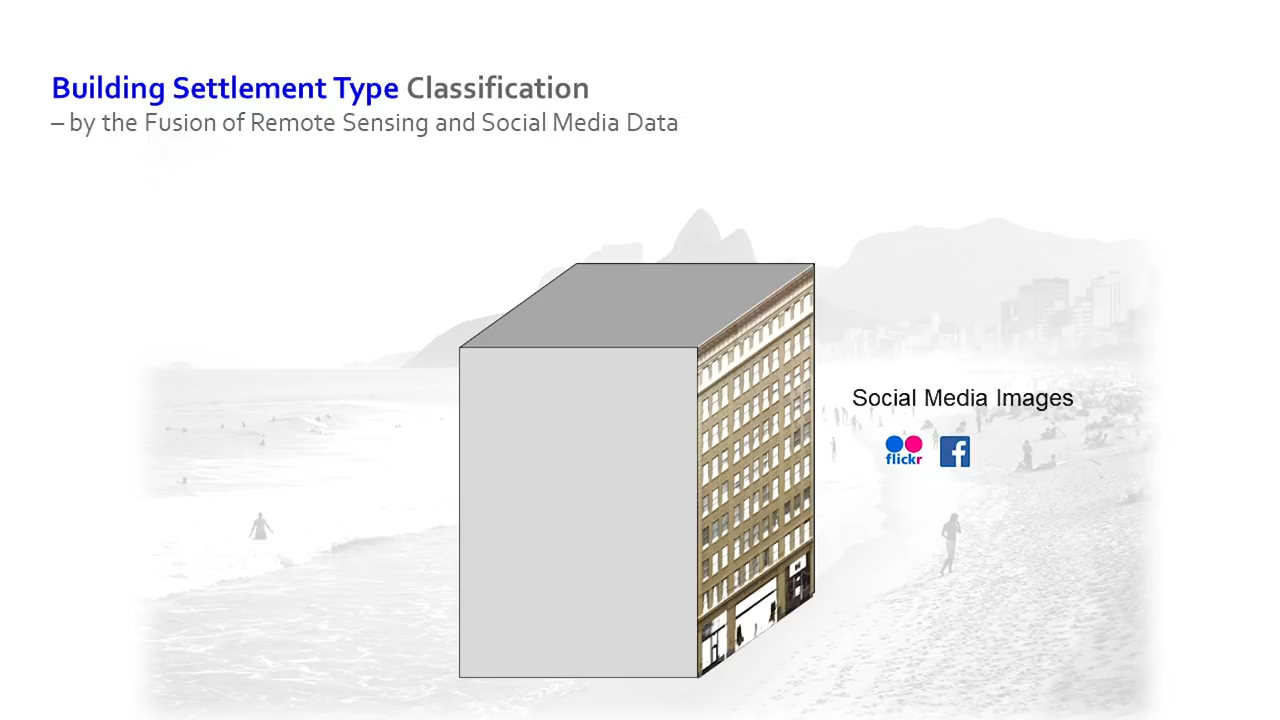 Building Settlement Type Classification
– by the Fusion of Remote Sensing and Social Media Data
Social Media Images
flickr
f